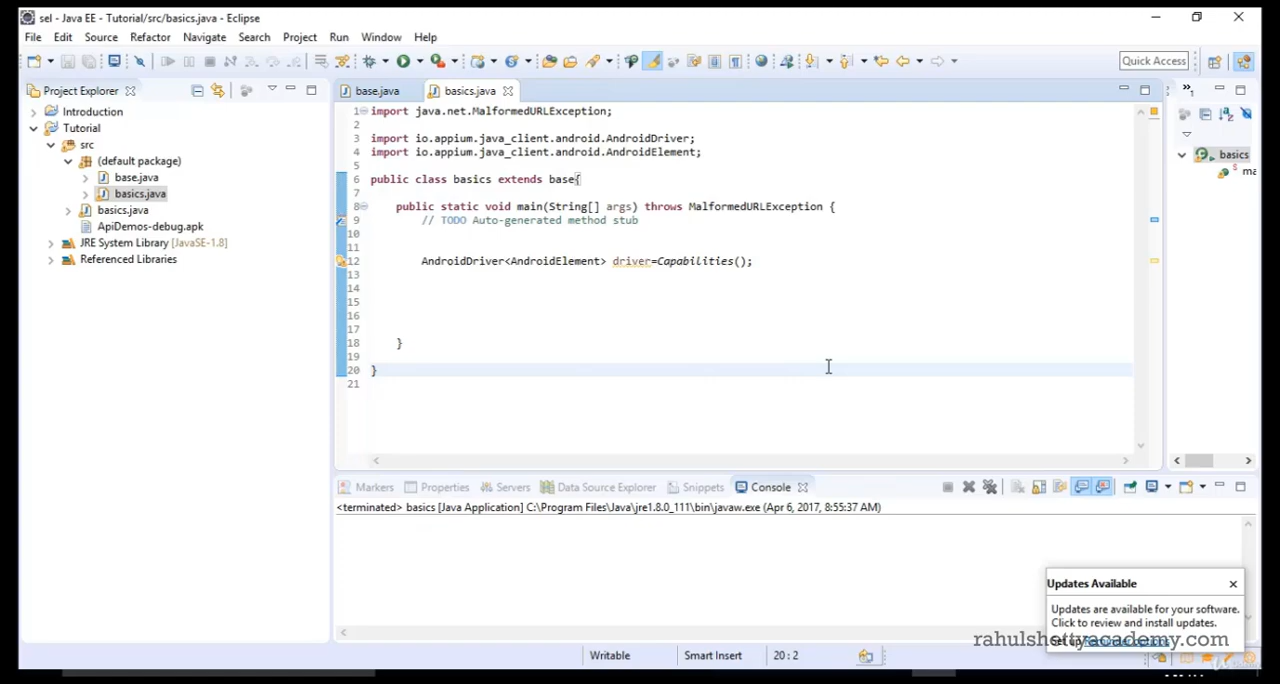 sel - Java EE - Tutorial/src/basics.java - Eclipse
File Edit Source Refactor Navigate Search Project Run Window Help
Quick Access
Project Explorer
base.java
basics.java
Introduction
Tutorial
src
(default package)
base.java
basics.java
basics.java
ApiDemos-debug.apk
JRE System Library [JavaSE-1.8]
Referenced Libraries
1 import java.net.MalformedURLException;
2
3 import io.appium.java_client.android.AndroidDriver;
4 import io.appium.java_client.android.AndroidElement;
5
6 public class basics extends base{
7
8 public static void main(String[] args) throws MalformedURLException {
9 // TODO Auto-generated method stub
10
11
12 AndroidDriver<AndroidElement> driver=Capabilities();
13
14
15
16
17
18 }
19
20 }
21
basics
ma
Markers Properties Servers Data Source Explorer Snippets Console
<terminated> basics [Java Application] C:\Program Files\Java\jre1.8.0_111\bin\javaw.exe (Apr 6, 2017, 8:55:37 AM)
Updates Available
Updates are available for your software.
Click to review and install updates.
Set up Reminder options
rahulshettyacademy.com
Writable Smart Insert 20 : 2